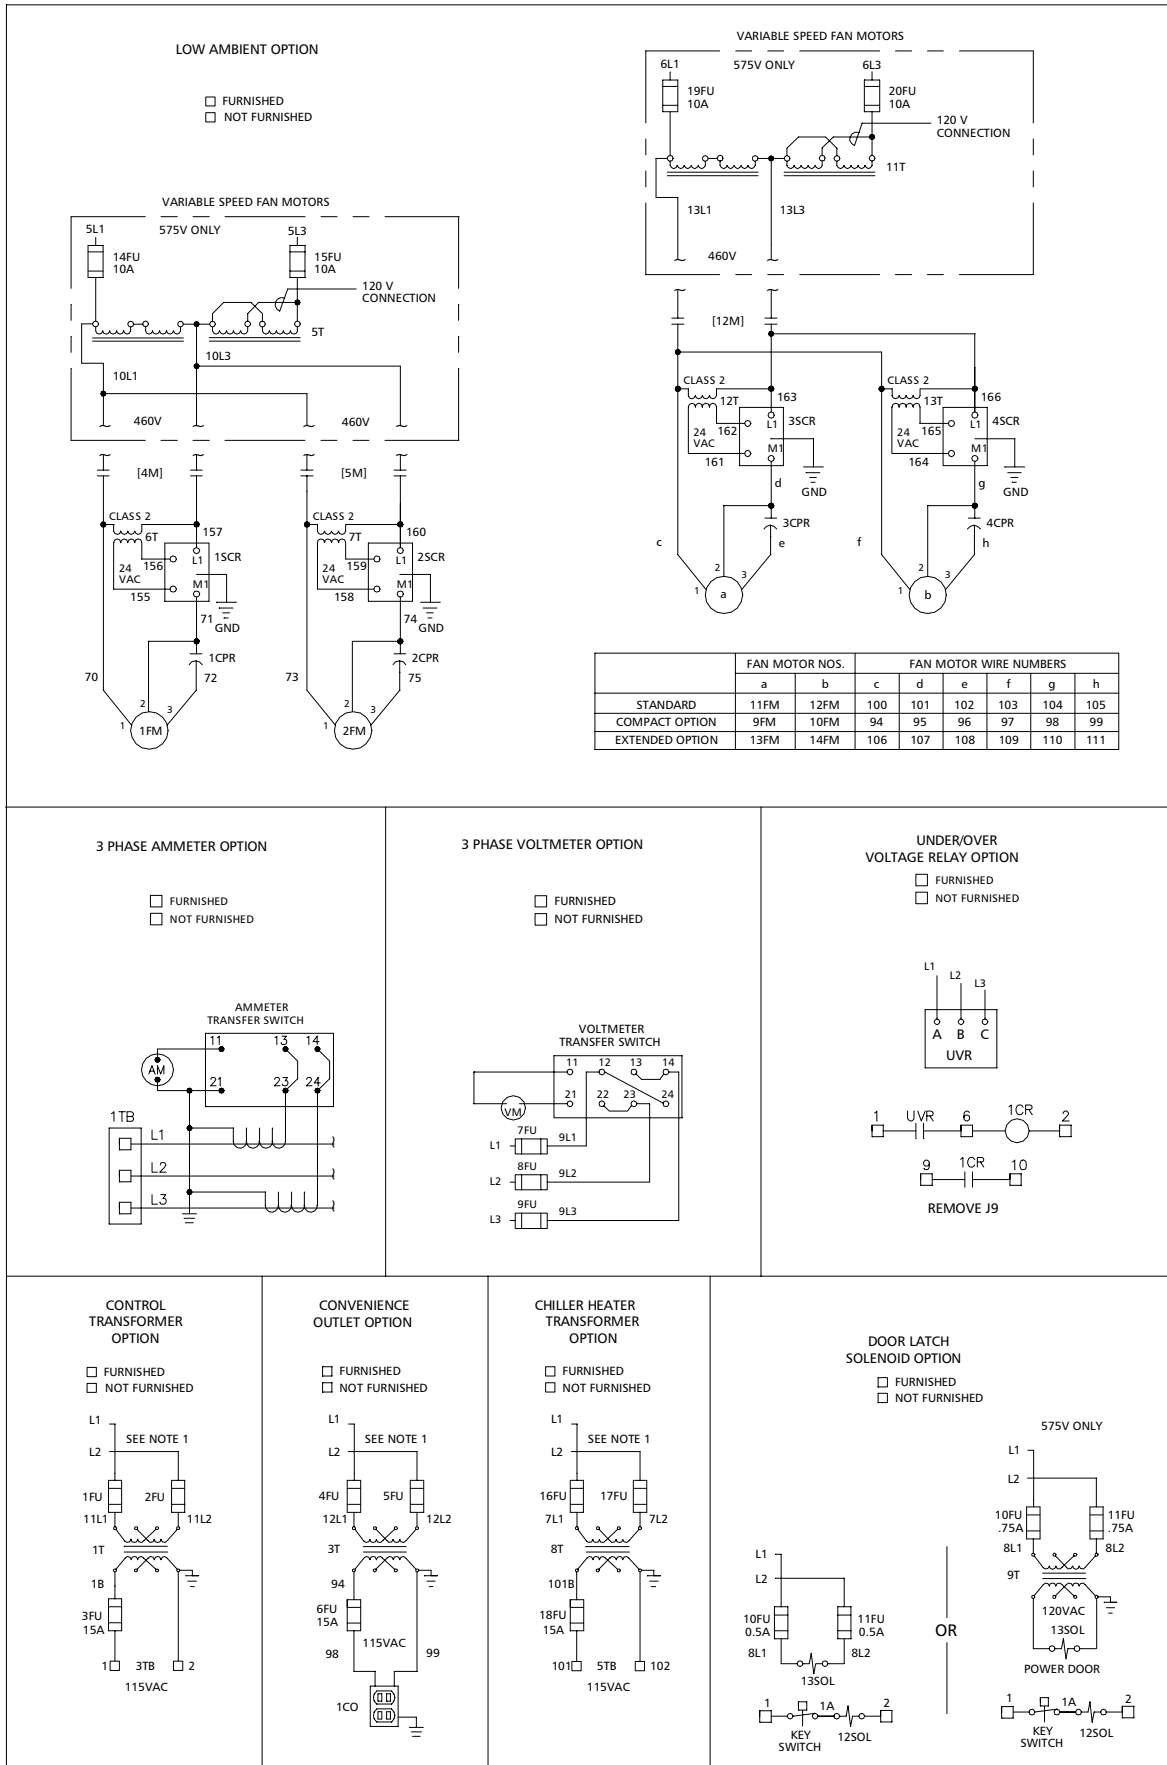 LOW AMBIENT OPTION
FURNISHED
NOT FURNISHED
VARIABLE SPEED FAN MOTORS
5L1
575V ONLY
5L3
14FU
10A
15FU
10A
120 V
CONNECTION
5T
10L3
10L1
460V
460V
[4M]
[5M]
CLASS 2
6T
157
1SCR
156
L1
24
VAC
M1
155
71
GND
1CPR
70
72
1
2
3
1FM
CLASS 2
7T
160
2SCR
159
L1
24
VAC
M1
158
74
GND
2CPR
73
75
1
2
3
2FM
VARIABLE SPEED FAN MOTORS
6L1
575V ONLY
6L3
19FU
10A
20FU
10A
120 V
CONNECTION
11T
13L1
13L3
460V
[12M]
CLASS 2
12T
163
3SCR
162
L1
24
VAC
M1
161
GND
d
3CPR
c
e
1
2
3
a
CLASS 2
13T
166
4SCR
165
L1
24
VAC
M1
164
GND
g
4CPR
f
h
1
2
3
b
FAN MOTOR NOS. FAN MOTOR WIRE NUMBERS
a b c d e f g h
STANDARD 11FM 12FM 100 101 102 103 104 105
COMPACT OPTION 9FM 10FM 94 95 96 97 98 99
EXTENDED OPTION 13FM 14FM 106 107 108 109 110 111
3 PHASE AMMETER OPTION
FURNISHED
NOT FURNISHED
AMMETER
TRANSFER SWITCH
11 13 14
AM
21 23 24
1TB
L1
L2
L3
3 PHASE VOLTMETER OPTION
FURNISHED
NOT FURNISHED
VOLTMETER
TRANSFER SWITCH
11 12 13 14
21 22 23 24
VM
7FU
L1 9L1
8FU
L2 9L2
9FU
L3 9L3
UNDER/OVER
VOLTAGE RELAY OPTION
FURNISHED
NOT FURNISHED
L1
L2
L3
A B C
UVR
1 UVR 6 1CR 2
9 1CR 10
REMOVE J9
CONTROL
TRANSFORMER
OPTION
FURNISHED
NOT FURNISHED
L1
SEE NOTE 1
L2
1FU 2FU
11L1 11L2
1T
1B
3FU
15A
1 3TB 2
115VAC
CONVENIENCE
OUTLET OPTION
FURNISHED
NOT FURNISHED
L1
SEE NOTE 1
L2
4FU 5FU
12L1 12L2
3T
94
6FU
15A
115VAC
98 99
1CO
CHILLER HEATER
TRANSFORMER
OPTION
FURNISHED
NOT FURNISHED
L1
SEE NOTE 1
L2
16FU 17FU
7L1 7L2
8T
101B
18FU
15A
101 5TB 102
115VAC
DOOR LATCH
SOLENOID OPTION
FURNISHED
NOT FURNISHED
L1
L2
10FU
0.5A
11FU
0.5A
8L1 8L2
13SOL
1 1A 2
KEY
SWITCH
12SOL
OR
575V ONLY
L1
L2
10FU
.75A
11FU
.75A
8L1 8L2
9T
120VAC
13SOL
POWER DOOR
1 1A 2
KEY
SWITCH
12SOL